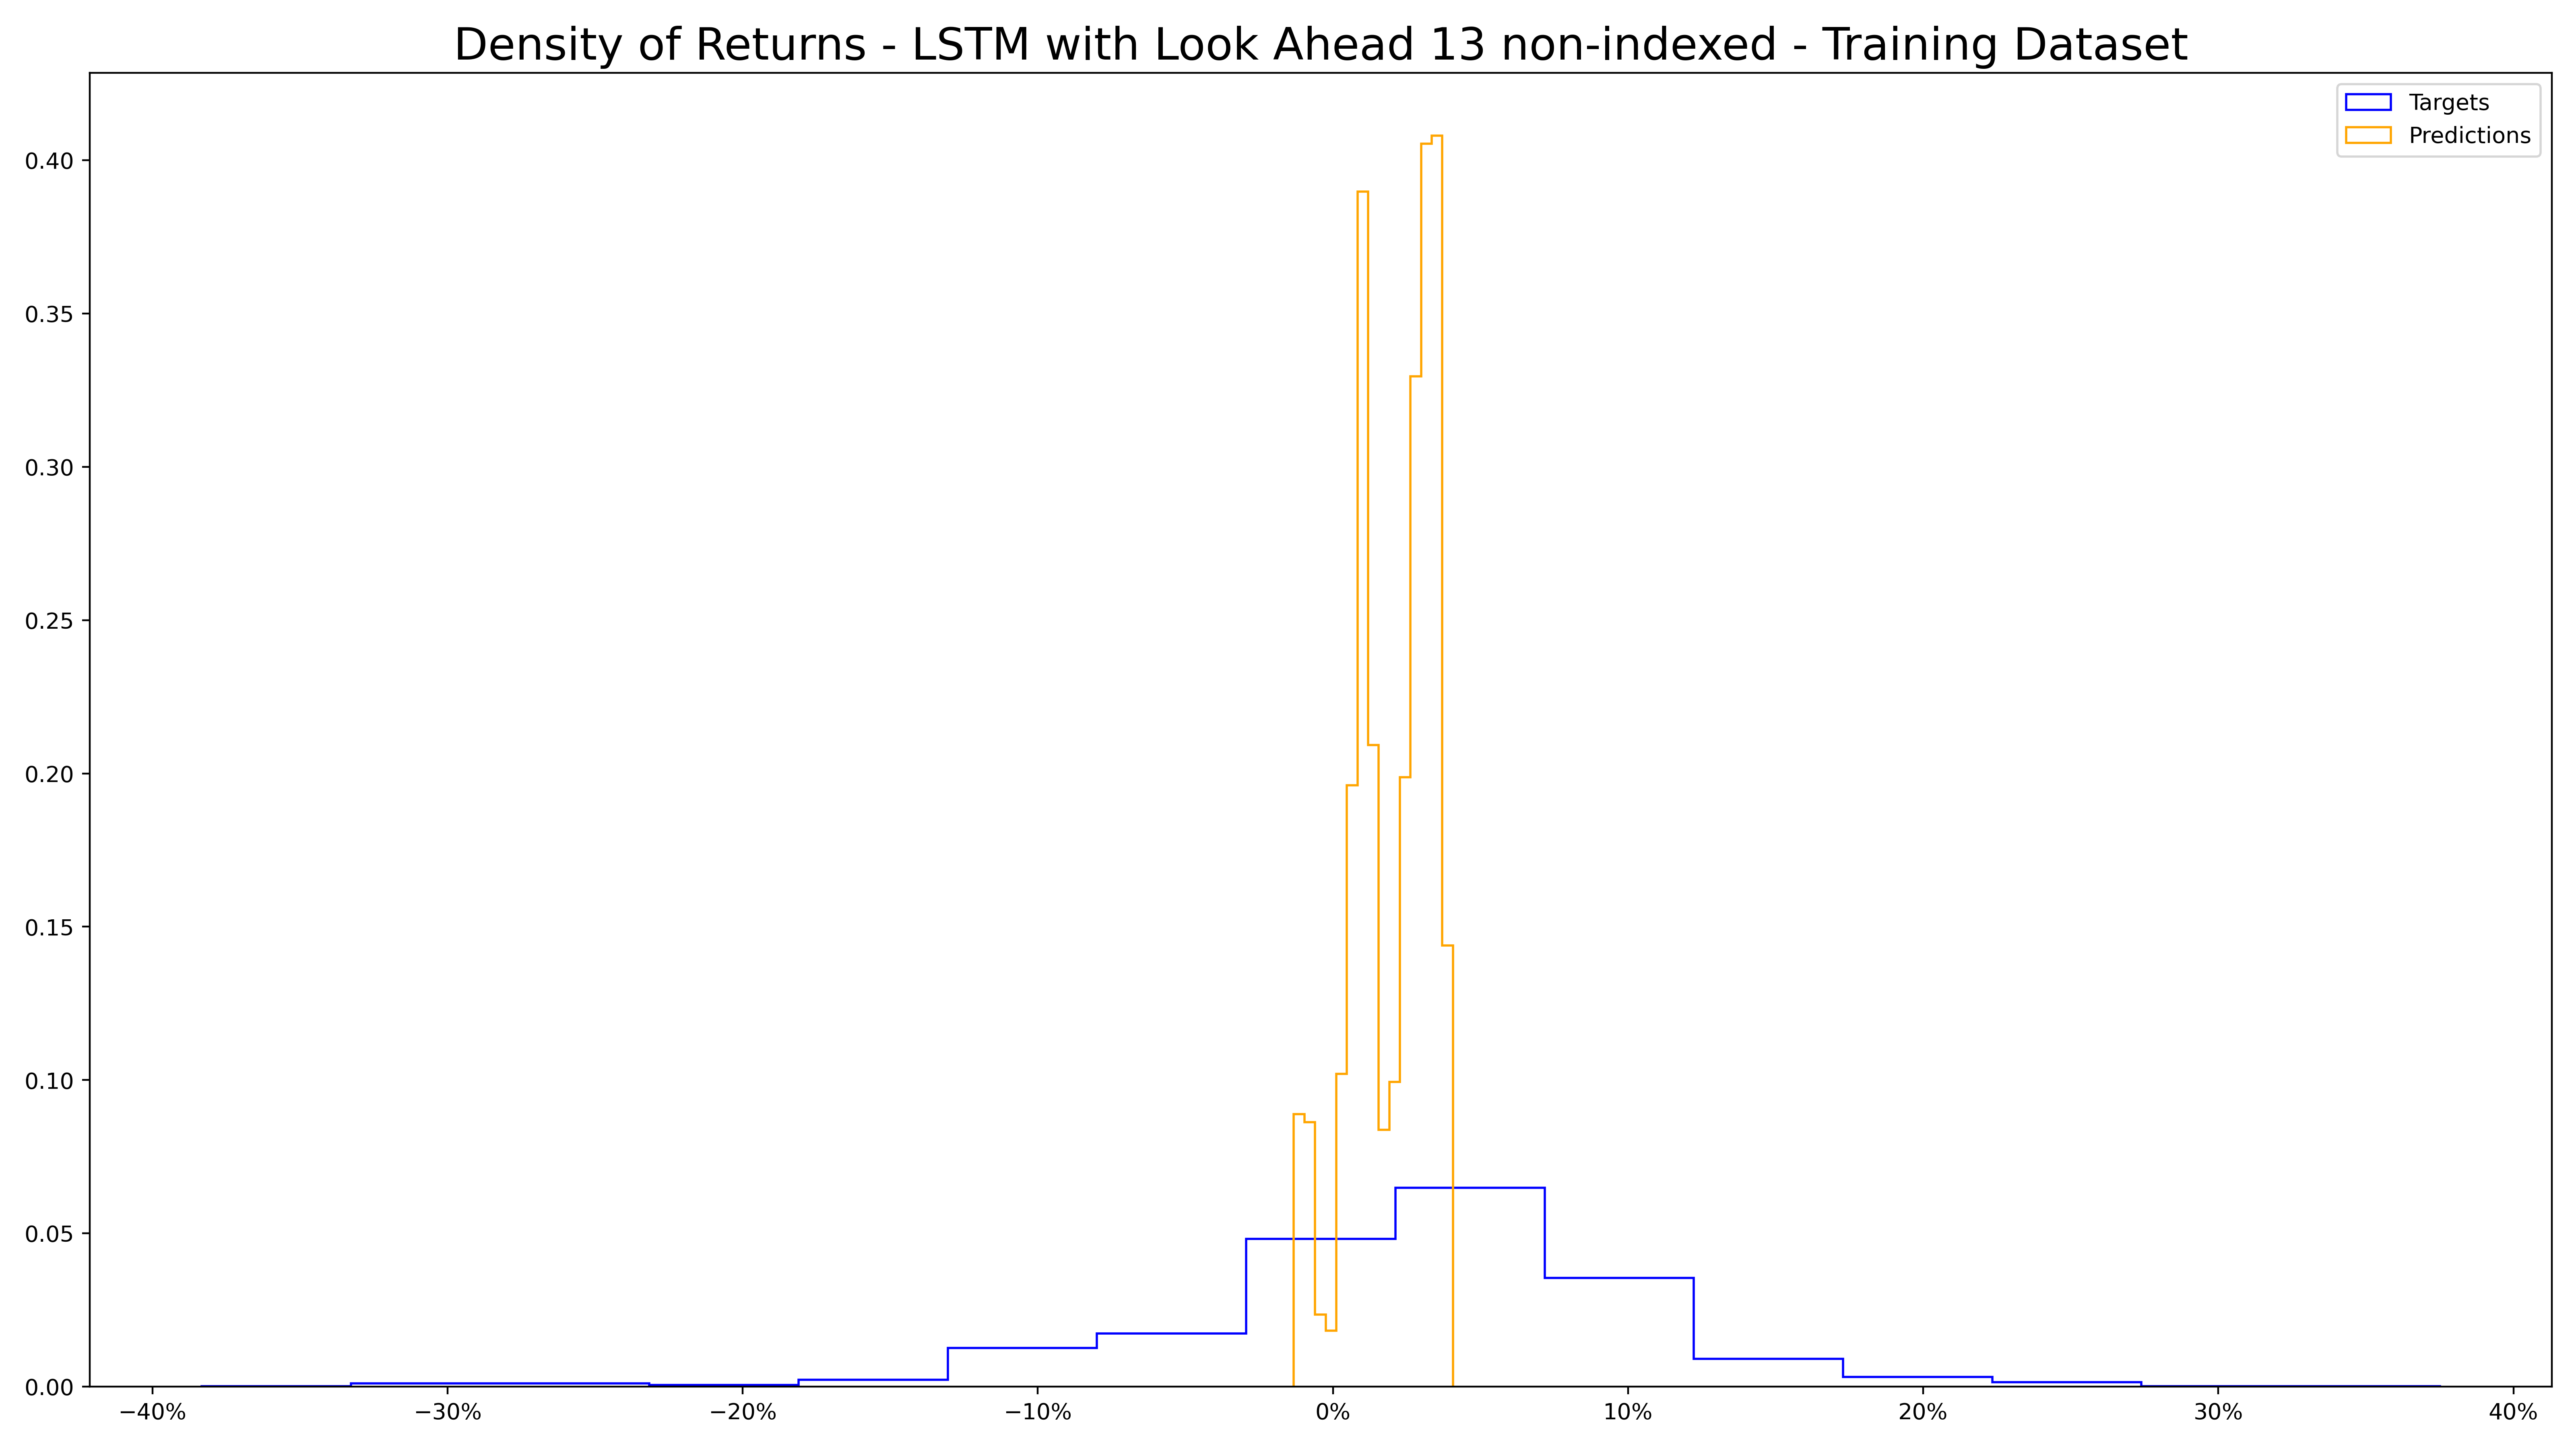 Density of Returns - LSTM with Look Ahead 13 non-indexed - Training Dataset
Targets
Predictions
0.40
0.35
0.30
0.25
0.20
0.15
0.10
0.05
0.00
−40% −30% −20% −10% 0% 10% 20% 30% 40%